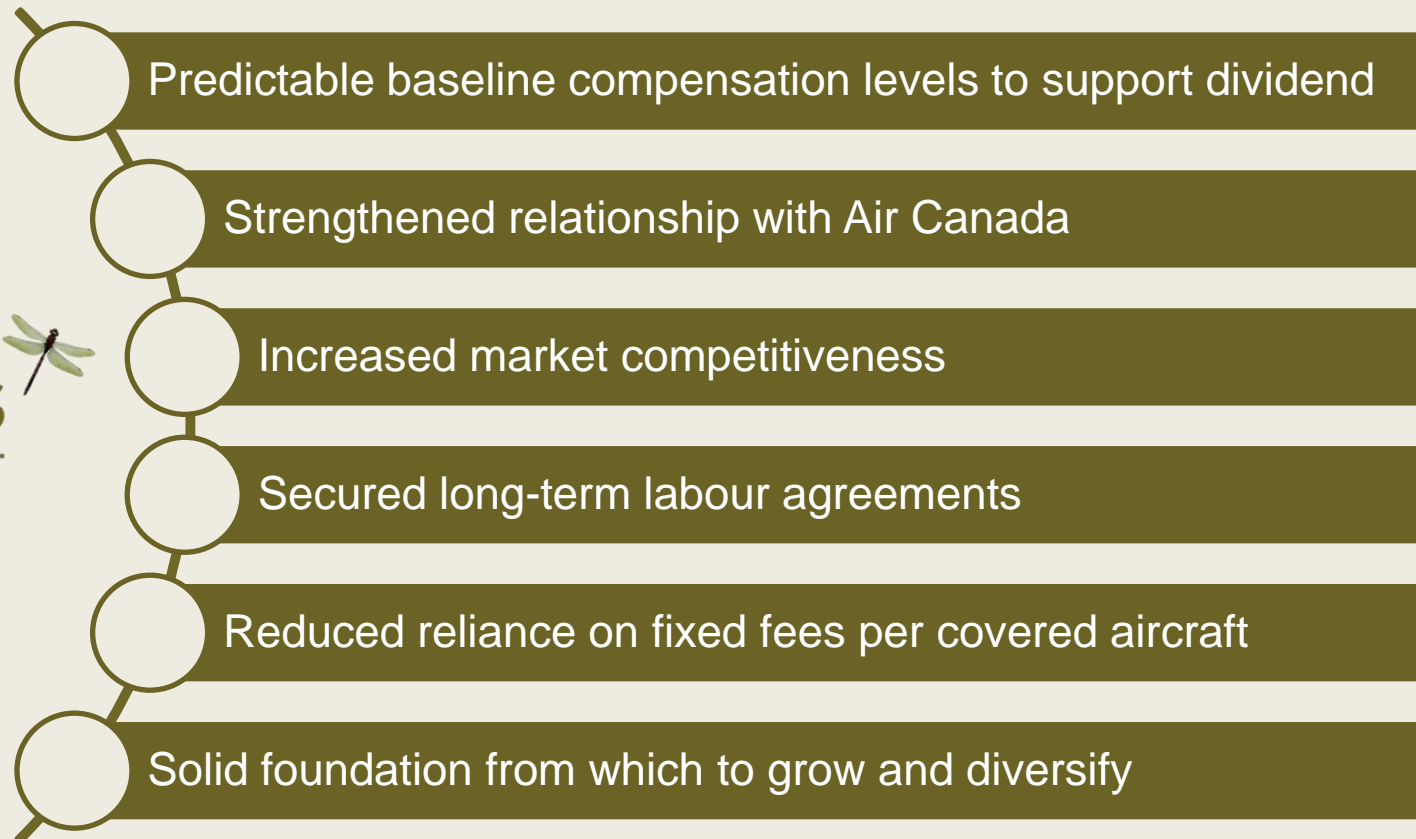 Predictable baseline compensation levels to support dividend
Strengthened relationship with Air Canada
Increased market competitiveness
Secured long-term labour agreements
Reduced reliance on fixed fees per covered aircraft
Solid foundation from which to grow and diversify